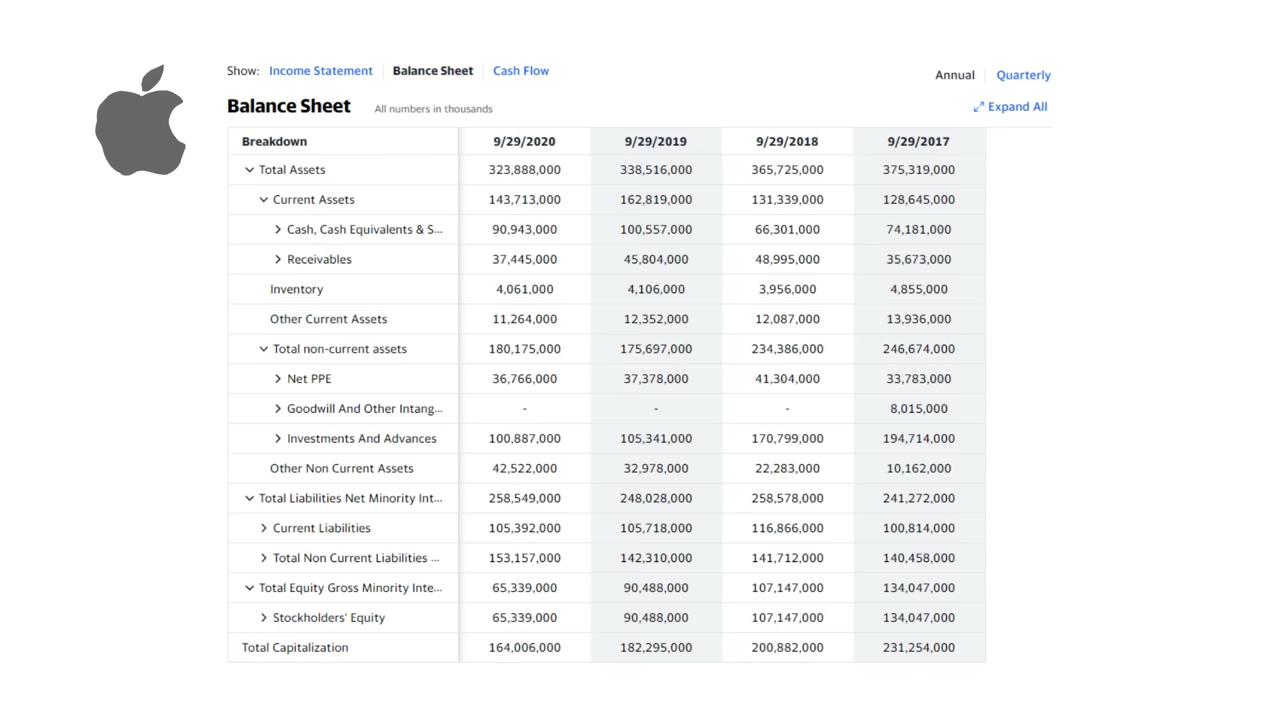 Show: Income Statement Balance Sheet Cash Flow
Annual Quarterly
Balance Sheet All numbers in thousands
Expand All
Breakdown 9/29/2020 9/29/2019 9/29/2018 9/29/2017
Total Assets 323,888,000 338,516,000 365,725,000 375,319,000
Current Assets 143,713,000 162,819,000 131,339,000 128,645,000
Cash, Cash Equivalents & S... 90,943,000 100,557,000 66,301,000 74,181,000
Receivables 37,445,000 45,804,000 48,995,000 35,673,000
Inventory 4,061,000 4,106,000 3,956,000 4,855,000
Other Current Assets 11,264,000 12,352,000 12,087,000 13,936,000
Total non-current assets 180,175,000 175,697,000 234,386,000 246,674,000
Net PPE 36,766,000 37,378,000 41,304,000 33,783,000
Goodwill And Other Intang... - - - 8,015,000
Investments And Advances 100,887,000 105,341,000 170,799,000 194,714,000
Other Non Current Assets 42,522,000 32,978,000 22,283,000 10,162,000
Total Liabilities Net Minority Int... 258,549,000 248,028,000 258,578,000 241,272,000
Current Liabilities 105,392,000 105,718,000 116,866,000 100,814,000
Total Non Current Liabilities ... 153,157,000 142,310,000 141,712,000 140,458,000
Total Equity Gross Minority Inte... 65,339,000 90,488,000 107,147,000 134,047,000
Stockholders' Equity 65,339,000 90,488,000 107,147,000 134,047,000
Total Capitalization 164,006,000 182,295,000 200,882,000 231,254,000